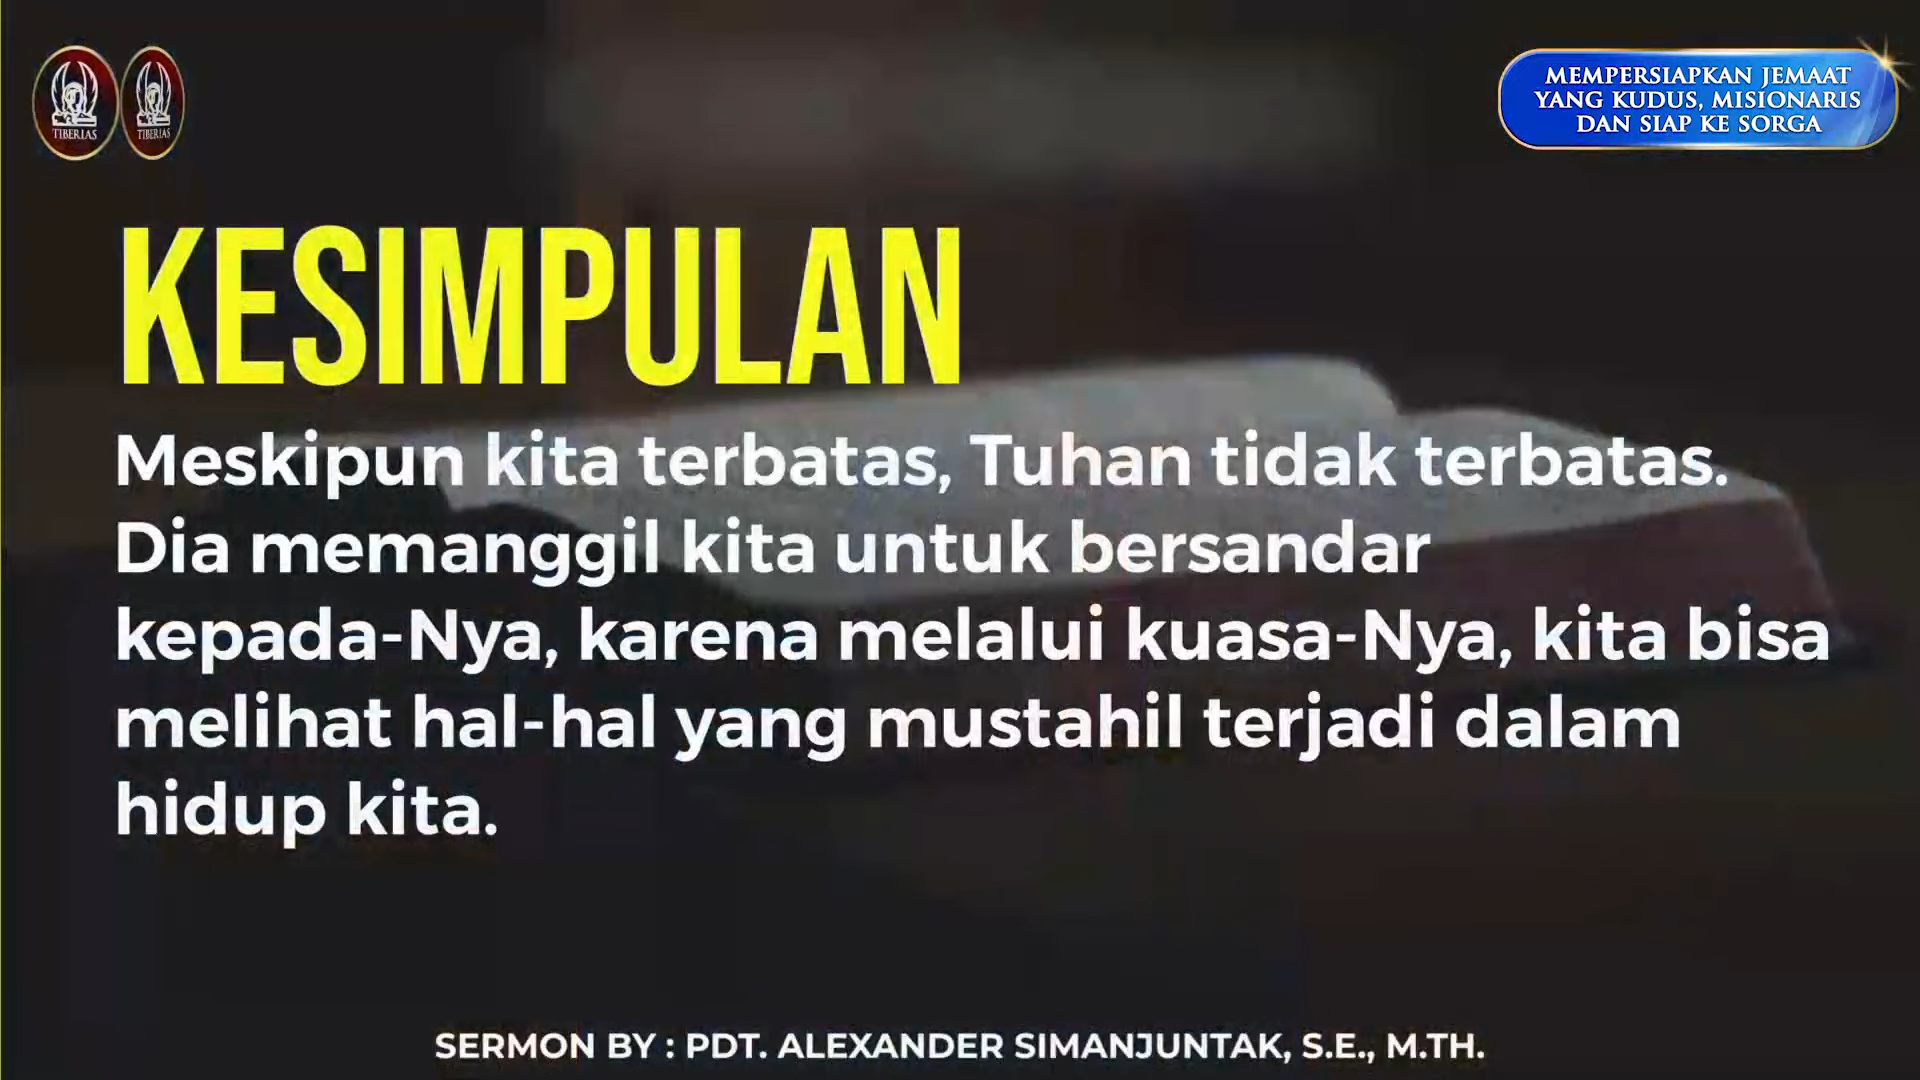 TIBERIAS TIBERIAS
MEMPERSIAPKAN JEMAAT
YANG KUDUS, MISIONARIS
DAN SIAP KE SORGA
KESIMPULAN
Meskipun kita terbatas, Tuhan tidak terbatas.
Dia memanggil kita untuk bersandar
kepada-Nya, karena melalui kuasa-Nya, kita bisa
melihat hal-hal yang mustahil terjadi dalam
hidup kita.
SERMON BY : PDT. ALEXANDER SIMANJUNTAK, S.E., M.TH.